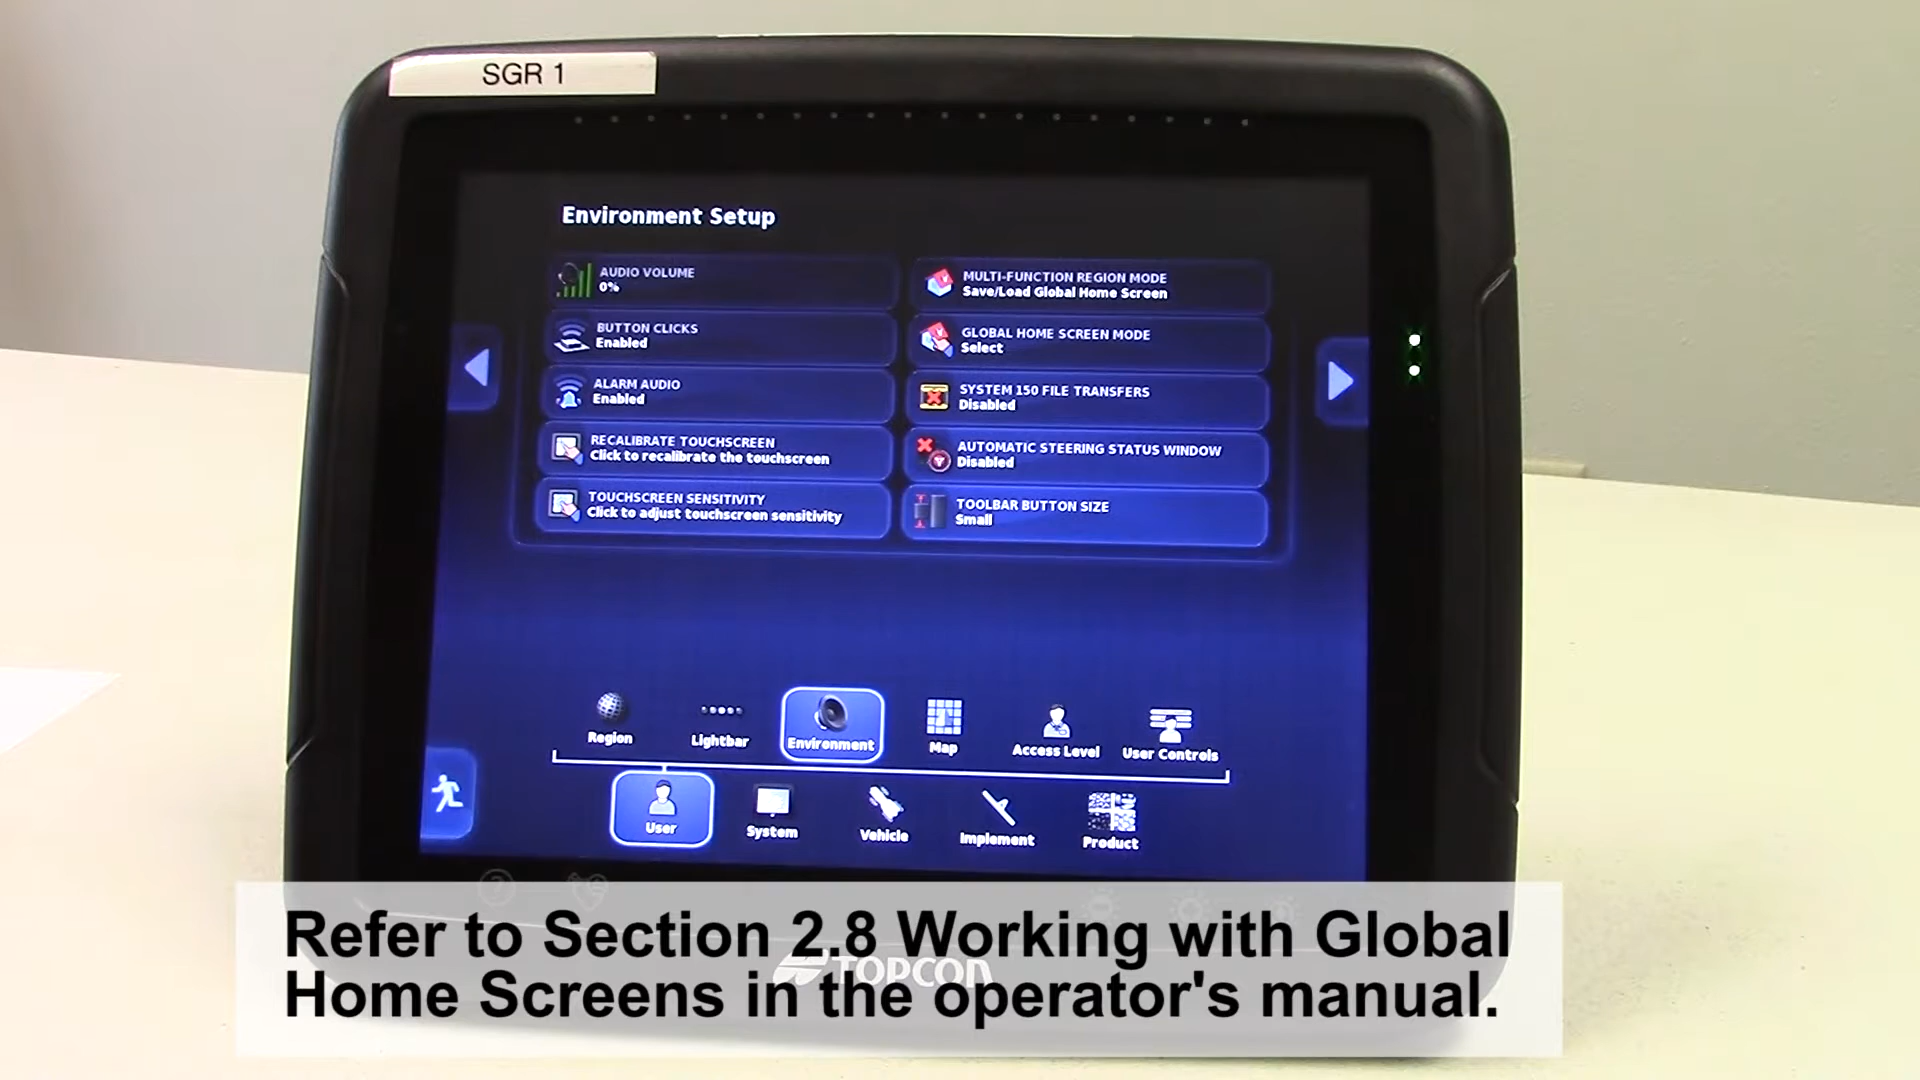 SGR 1
Environment Setup
AUDIO VOLUME
0%
BUTTON CLICKS
Enabled
ALARM AUDIO
Enabled
RECALIBRATE TOUCHSCREEN
Click to recalibrate the touchscreen
TOUCHSCREEN SENSITIVITY
Click to adjust touchscreen sensitivity
MULTI-FUNCTION REGION MODE
Save/Load Global Home Screen
GLOBAL HOME SCREEN MODE
Select
SYSTEM 150 FILE TRANSFERS
Disabled
AUTOMATIC STEERING STATUS WINDOW
Disabled
TOOLBAR BUTTON SIZE
Small
Region
Lightbar
Environment
Map
Access Level
User Controls
User
System
Vehicle
Implement
Product
Refer to Section 2.8 Working with Global
TOPCON
Home Screens in the operator's manual.